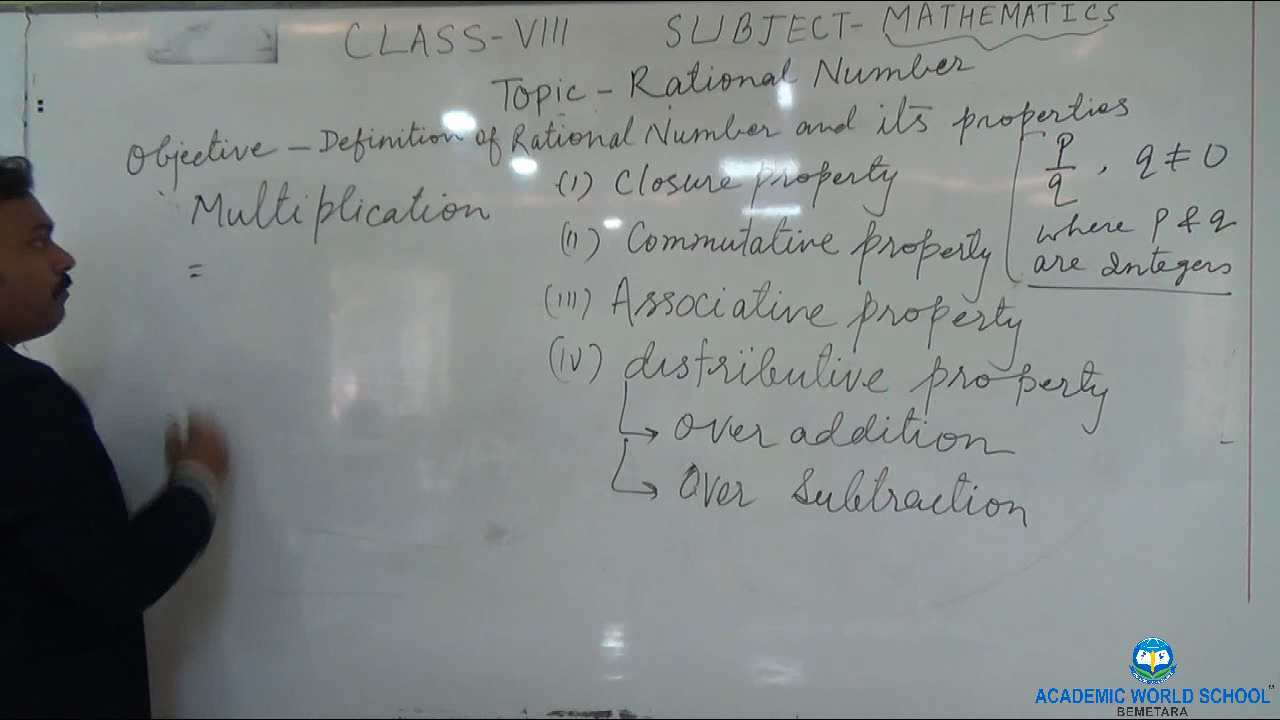 CLASS-VIII SUBJECT- MATHEMATICS
Topic - Rational Number
Objective - Definition of Rational Number and its properties
Multiplication
=
(i) Closure property
(ii) Commutative property
(iii) Associative property
(iv) distributive property
→ Over addition
→ Over Subtraction
p/q, q ≠ 0
where p & q
are Integers
ACADEMIC WORLD SCHOOL™
BEMETARA